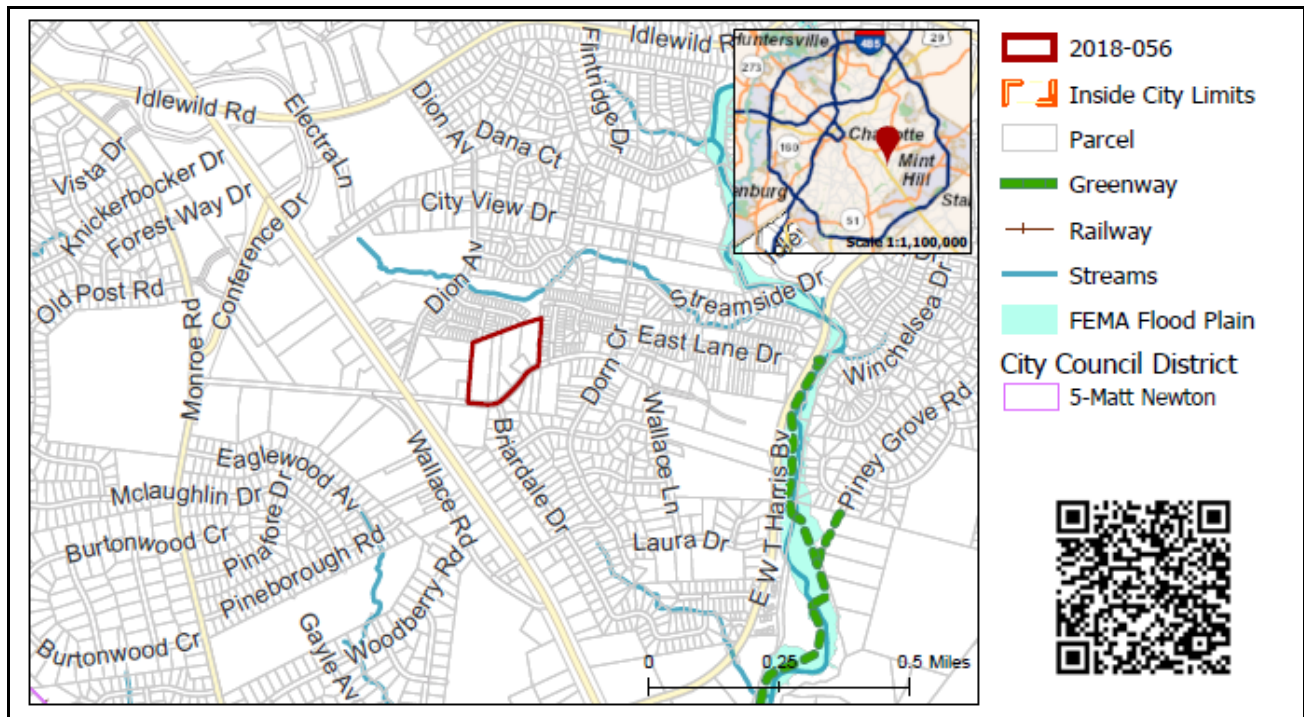 Idlewild Rd
Flintridge Dr
Idlewild R
Electra Ln
Dion Av
Dana Ct
Vista Dr
Knickerbocker Dr
Forest Way Dr
Conference Dr
City View Dr
Old Post Rd
Dion Av
Streamside Dr
Monroe Rd
East Lane Dr
Dorn Cr
Winchelsea Dr
Wallace Ln
Briardale Dr
Wallace Rd
Piney Grove Rd
Eaglewood Av
Mclaughlin Dr
Pinafore Dr
Burtonwood Cr
Pineborough Rd
Laura Dr
E W T Harris Bv
Woodberry Rd
Gayle Av
Burtonwood Cr
0
0.25
0.5 Miles
untersville
485
29
273
Charlotte
160
Mint
Hill
enburg
Sta
51
Scale 1:1,100,000
2018-056
Inside City Limits
Parcel
Greenway
Railway
Streams
FEMA Flood Plain
City Council District
5-Matt Newton